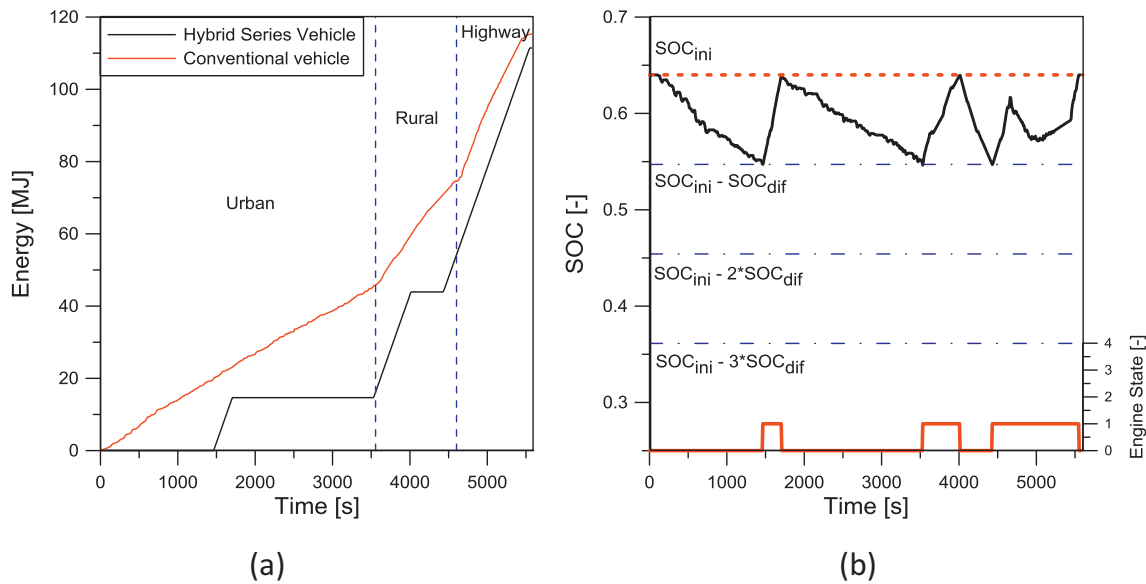 Hybrid Series Vehicle
Conventional vehicle
Highway
Rural
Urban
Energy [MJ]
120
100
80
60
40
20
0
0 1000 2000 3000 4000 5000
Time [s]
(a)
SOC [-]
0.7
0.6
0.5
0.4
0.3
SOCini
SOCini - SOCdif
SOCini - 2*SOCdif
SOCini - 3*SOCdif
4
3
2
1
0
Engine State [-]
0 1000 2000 3000 4000 5000
Time [s]
(b)